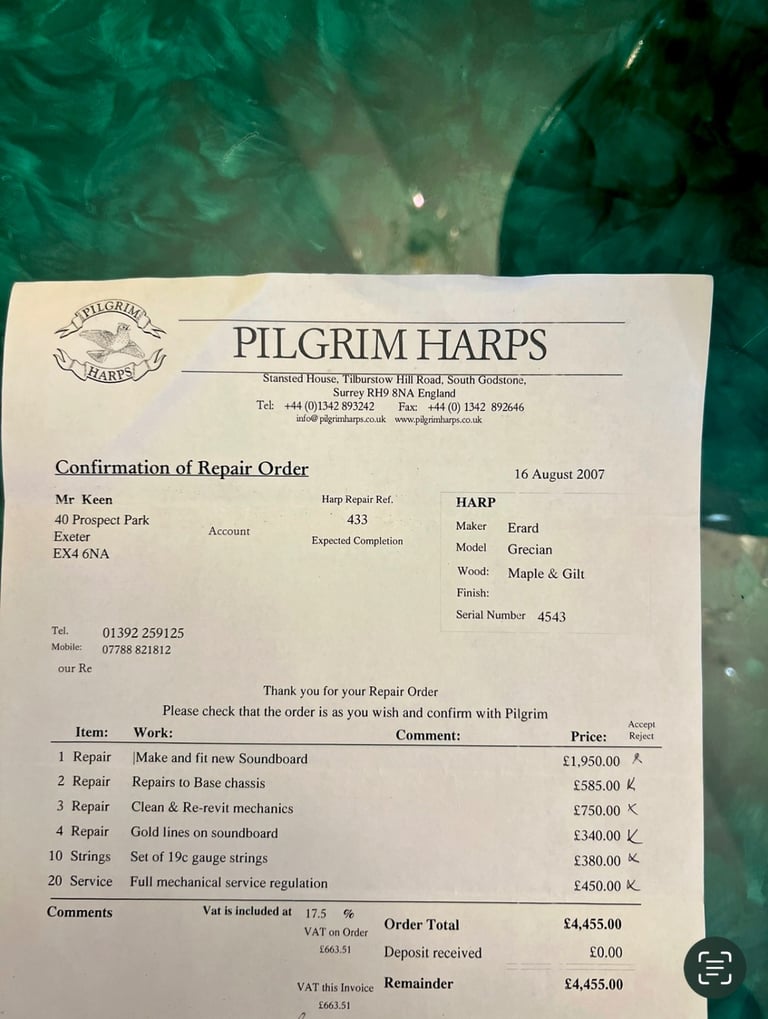 PILGRIM
HARPS
PILGRIM HARPS
Stansted House, Tilburstow Hill Road, South Godstone,
Surrey RH9 8NA England
Tel: +44 (0)1342 893242 Fax: +44 (0) 1342 892646
info@pilgrimharps.co.uk www.pilgrimharps.co.uk
Confirmation of Repair Order
16 August 2007
Mr Keen
40 Prospect Park
Exeter
EX4 6NA
Account
Harp Repair Ref.
433
Expected Completion
HARP
Maker Erard
Model Grecian
Wood: Maple & Gilt
Finish:
Serial Number 4543
Tel. 01392 259125
Mobile: 07788 821812
our Re
Thank you for your Repair Order
Please check that the order is as you wish and confirm with Pilgrim
Item: Work: Comment: Price: Accept Reject
1 Repair Make and fit new Soundboard £1,950.00
2 Repair Repairs to Base chassis £585.00
3 Repair Clean & Re-revit mechanics £750.00
4 Repair Gold lines on soundboard £340.00
10 Strings Set of 19c gauge strings £380.00
20 Service Full mechanical service regulation £450.00
Comments Vat is included at 17.5 % Order Total £4,455.00
VAT on Order
£663.51 Deposit received £0.00
VAT this Invoice Remainder £4,455.00
£663.51